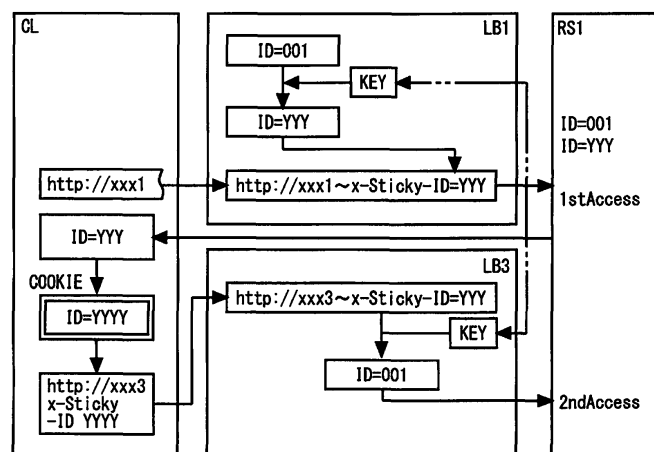 CL
LB1
RS1
ID=001
KEY
ID=YYY
ID=001
ID=YYY
http://xxx1
http://xxx1～x-Sticky-ID=YYY
1stAccess
ID=YYY
LB3
COOKIE
http://xxx3～x-Sticky-ID=YYY
ID=YYYY
KEY
ID=001
http://xxx3
x-Sticky
-ID YYYY
2ndAccess